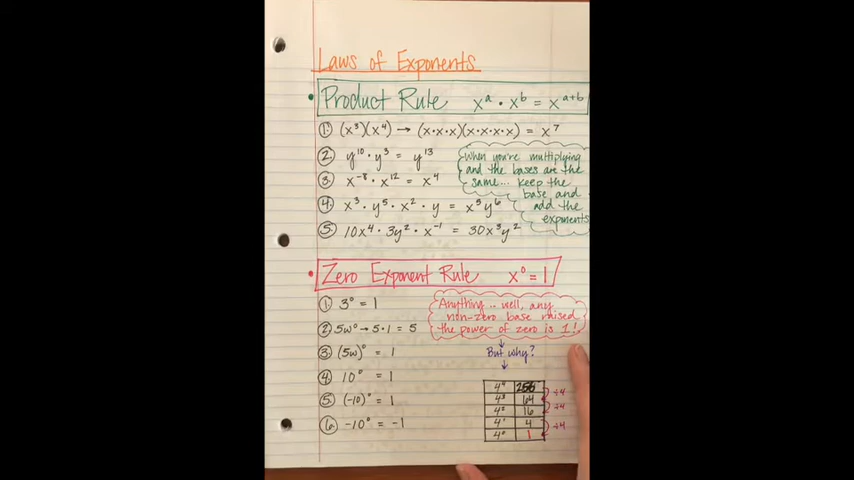 Laws of Exponents
• Product Rule xᵃ · xᵇ = xᵃ⁺ᵇ
1. (x³)(x⁴) → (x·x·x)(x·x·x·x) = x⁷
2. y¹⁰ · y³ = y¹³
3. x⁻⁸ · x¹² = x⁴
4. x³ · y⁵ · x² · y = x⁵y⁶
5. 10x⁴ · 3y² · x⁻¹ = 30x³y²
When you're multiplying
and the bases are the
same... keep the
base and
add the
exponents
• Zero Exponent Rule x⁰ = 1
1. 3⁰ = 1
2. 5w⁰ → 5·1 = 5
3. (5w)⁰ = 1
4. 10⁰ = 1
5. (-10)⁰ = 1
6. -10⁰ = -1
Anything... well, any
non-zero base raised
the power of zero is 1!
But why?
4⁴ 256
4³ 64
4² 16
4¹ 4
4⁰ 1
÷4
÷4
÷4